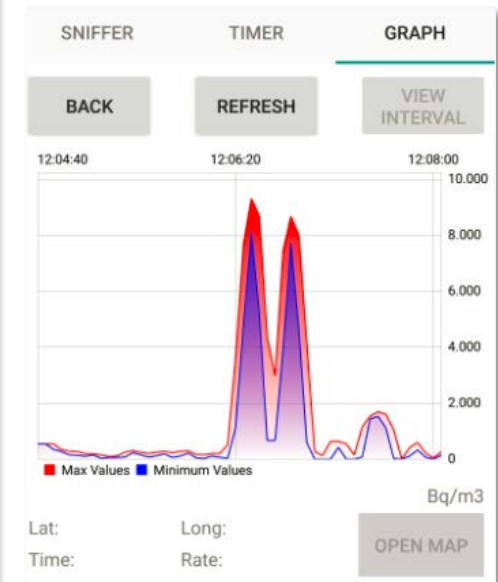 SNIFFER TIMER GRAPH
BACK REFRESH VIEW
INTERVAL
12:04:40 12:06:20 12:08:00
10.000
8.000
6.000
4.000
2.000
0
Max Values Minimum Values
Bq/m3
Lat: Long:
OPEN MAP
Time: Rate: